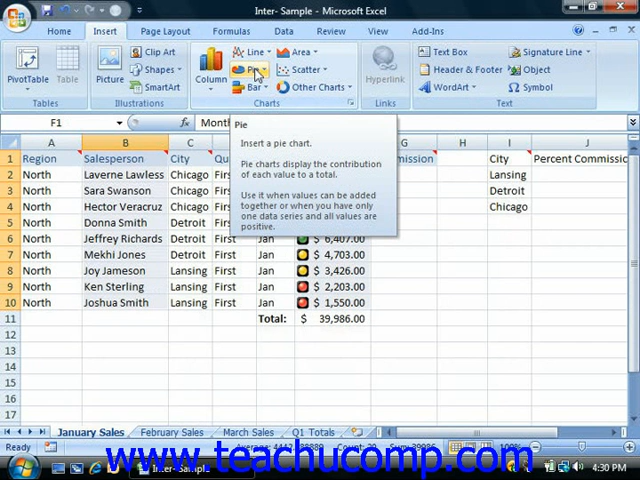 Inter- Sample - Microsoft Excel
Home Insert Page Layout Formulas Data Review View Add-Ins
PivotTable Picture Clip Art Shapes SmartArt Column Line Pie Bar Area Scatter Other Charts Hyperlink Text Box Header & Footer WordArt Signature Line Object Symbol
Tables Illustrations Charts Links Text
F1 fx Month
A B C G H I J
1 Region Salesperson City Qu mission City Percent Commissio
2 North Laverne Lawless Chicago First Lansing
3 North Sara Swanson Chicago First Detroit
4 North Hector Veracruz Chicago First Chicago
5 North Donna Smith Detroit First
6 North Jeffrey Richards Detroit First Jan $ 6,407.00
7 North Mekhi Jones Detroit First Jan $ 4,703.00
8 North Joy Jameson Lansing First Jan $ 3,426.00
9 North Ken Sterling Lansing First Jan $ 2,203.00
10 North Joshua Smith Lansing First Jan $ 1,550.00
11 Total: $ 39,986.00
12
13
14
15
16
17
Pie
Insert a pie chart.
Pie charts display the contribution
of each value to a total.
Use it when values can be added
together or when you have only
one data series and all values are
positive.
January Sales February Sales March Sales Q1 Totals
Ready Sum: 39986 100%
www.teachucomp.com
Inter- Sample 4:30 PM